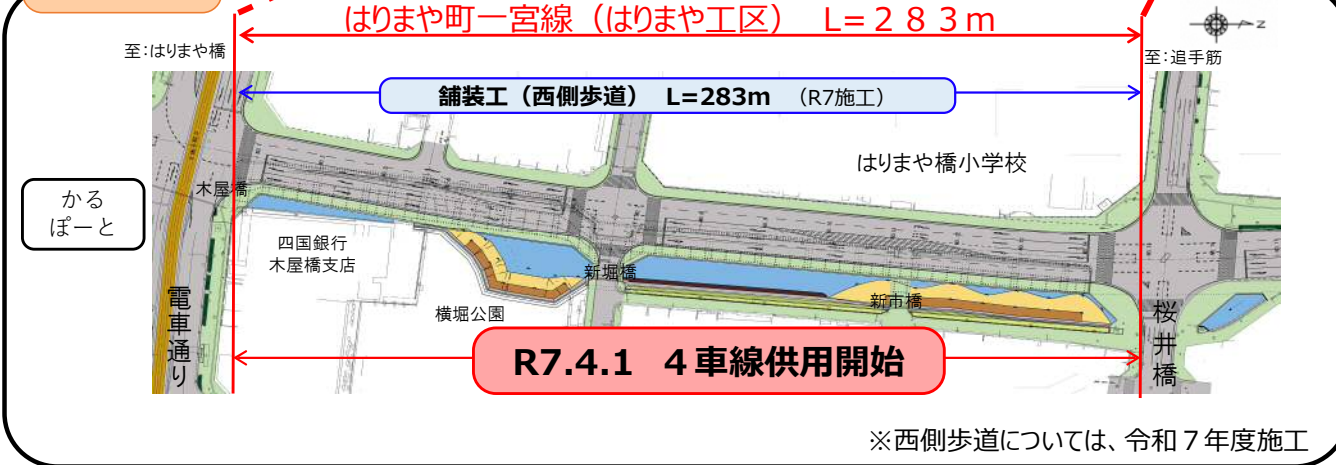 はりまや町一宮線（はりまや工区） L=２８３m
z
至:はりまや橋
至:追手筋
舗装工（西側歩道） L=283m （R7施工）
はりまや橋小学校
木屋橋
かる
ぽーと
四国銀行
木屋橋支店
新堀橋
新市橋
横堀公園
電車通り
桜井橋
R7.4.1 ４車線供用開始
※西側歩道については、令和７年度施工